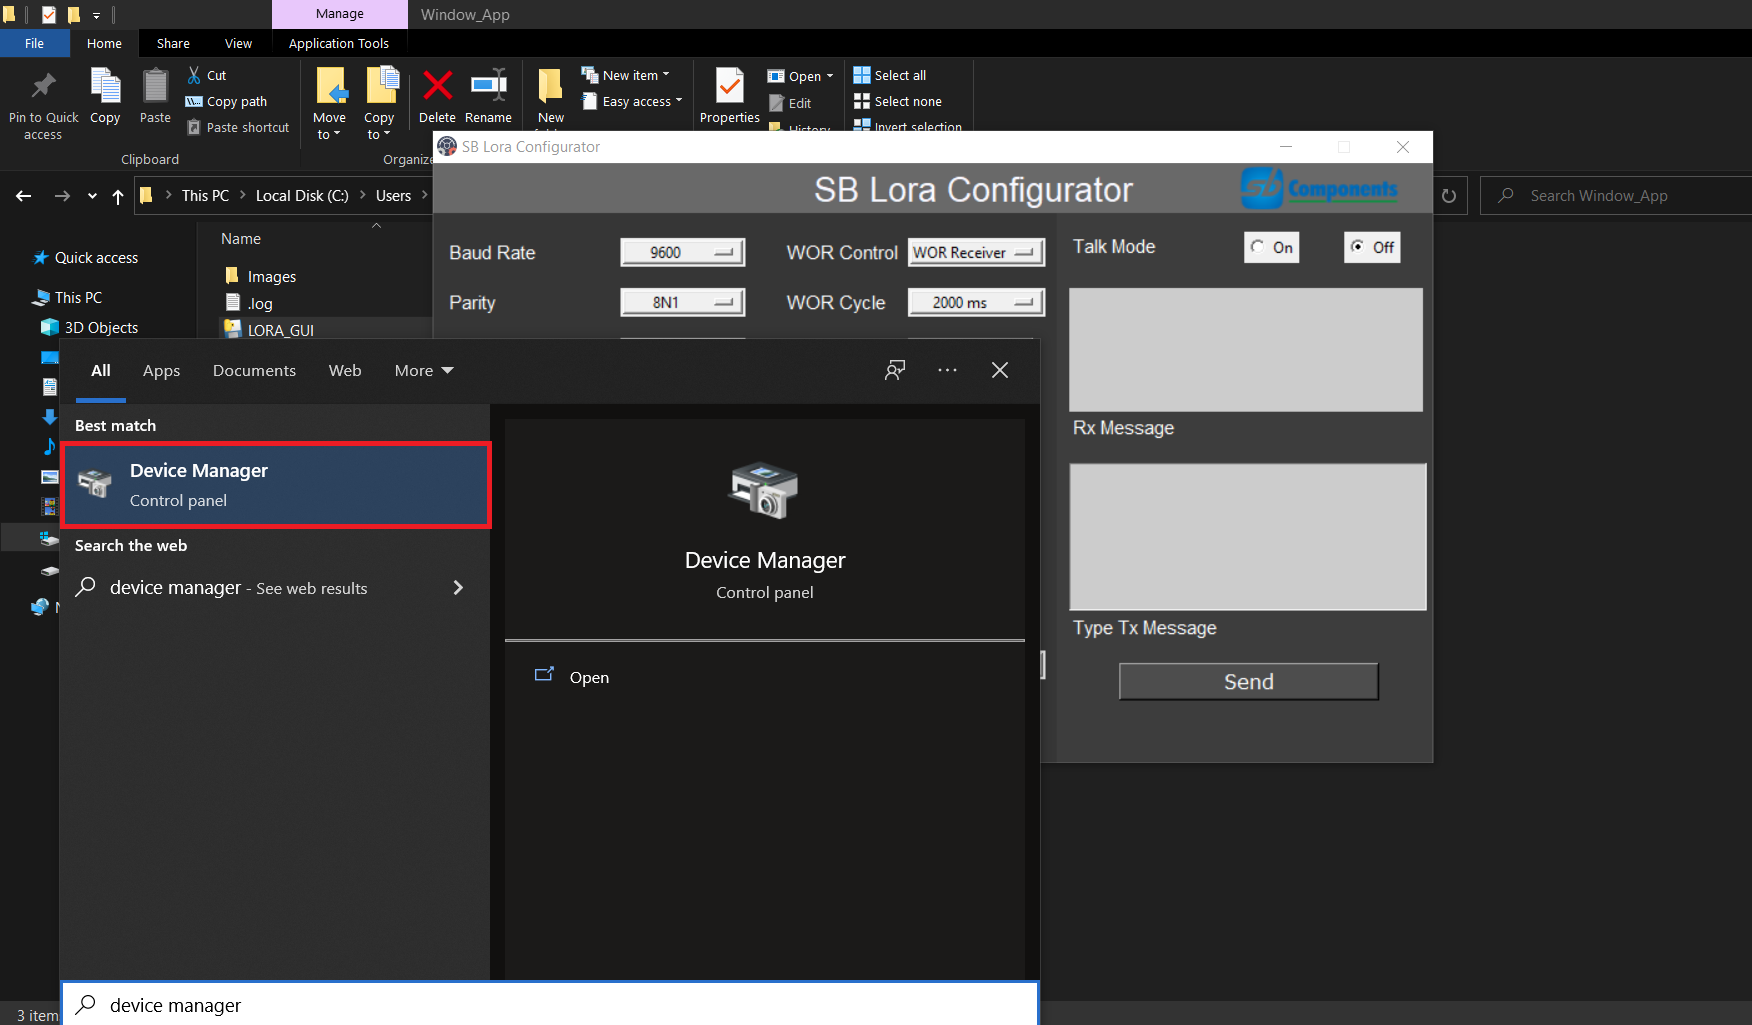 Manage
Window_App
File
Home
Share
View
Application Tools
Pin to Quick access
Copy
Paste
Cut
Copy path
Paste shortcut
Clipboard
Move to
Copy to
Delete
Rename
Organize
New
New item
Easy access
Properties
Open
Edit
History
Select all
Select none
Invert selection
This PC
Local Disk (C:)
Users
Search Window_App
Quick access
This PC
3D Objects
Name
Images
.log
LORA_GUI
3 item
SB Lora Configurator
SB Lora Configurator
sb Components
Baud Rate
9600
WOR Control
WOR Receiver
Parity
8N1
WOR Cycle
2000 ms
Talk Mode
On
Off
Rx Message
Type Tx Message
Send
All
Apps
Documents
Web
More
Best match
Device Manager
Control panel
Search the web
device manager - See web results
Device Manager
Control panel
Open
device manager